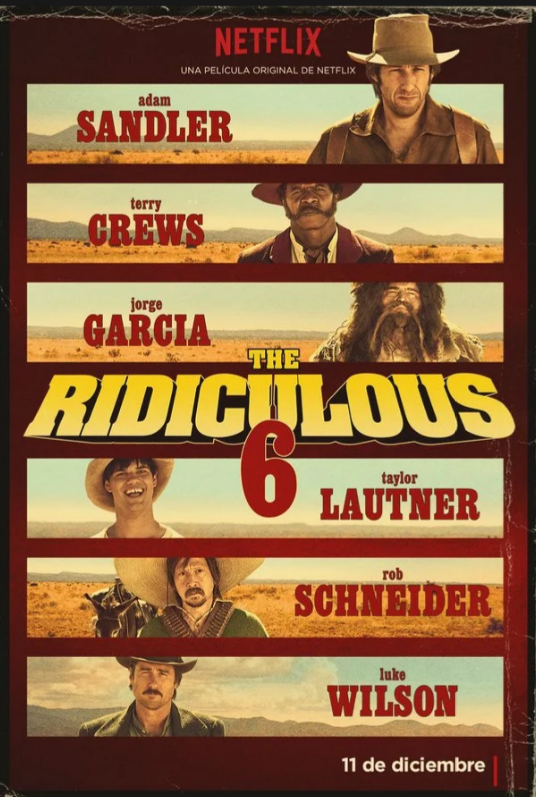 NETFLIX
UNA PELÍCULA ORIGINAL DE NETFLIX
adam
SANDLER
terry
CREWS
jorge
GARCIA
THE
RIDICULOUS
6
taylor
LAUTNER
rob
SCHNEIDER
luke
WILSON
11 de diciembre